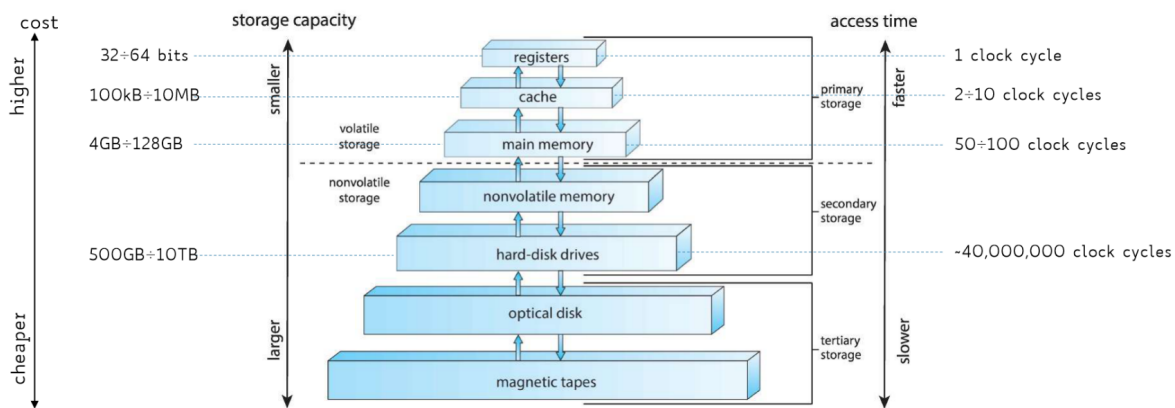 cost
storage capacity
access time
higher
smaller
faster
32÷64 bits
registers
1 clock cycle
100kB÷10MB
cache
2÷10 clock cycles
primary
storage
volatile
storage
4GB÷128GB
main memory
50÷100 clock cycles
nonvolatile
storage
nonvolatile memory
secondary
storage
500GB÷10TB
hard-disk drives
-40,000,000 clock cycles
optical disk
tertiary
storage
magnetic tapes
cheaper
larger
slower